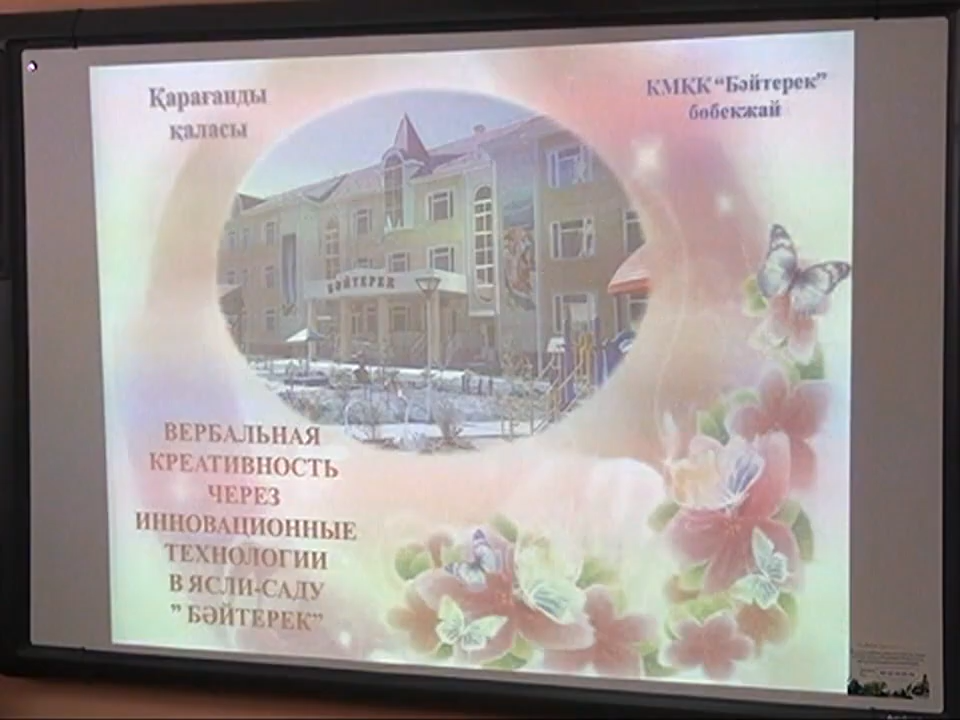 Қарағанды
қаласы
КМҚК “Бәйтерек”
бөбекжай
БӘЙТЕРЕК
ВЕРБАЛЬНАЯ
КРЕАТИВНОСТЬ
ЧЕРЕЗ
ИННОВАЦИОННЫЕ
ТЕХНОЛОГИИ
В ЯСЛИ-САДУ
” БӘЙТЕРЕК”